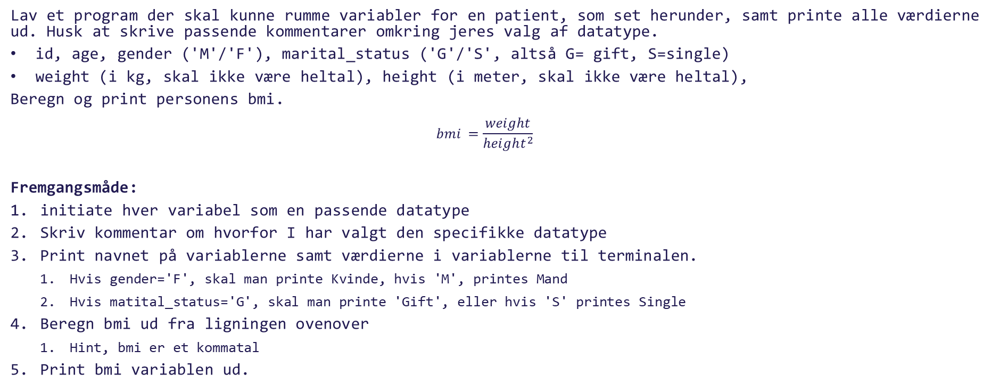 Lav et program der skal kunne rumme variabler for en patient, som set herunder, samt printe alle værdierne
ud. Husk at skrive passende kommentarer omkring jeres valg af datatype.
• id, age, gender ('M'/'F'), marital_status ('G'/'S', altså G= gift, S=single)
• weight (i kg, skal ikke være heltal), height (i meter, skal ikke være heltal),
Beregn og print personens bmi.
bmi = weight / height²
Fremgangsmåde:
1. initiate hver variabel som en passende datatype
2. Skriv kommentar om hvorfor I har valgt den specifikke datatype
3. Print navnet på variablerne samt værdierne i variablerne til terminalen.
1. Hvis gender='F', skal man printe Kvinde, hvis 'M', printes Mand
2. Hvis matital_status='G', skal man printe 'Gift', eller hvis 'S' printes Single
4. Beregn bmi ud fra ligningen ovenover
1. Hint, bmi er et kommatal
5. Print bmi variablen ud.